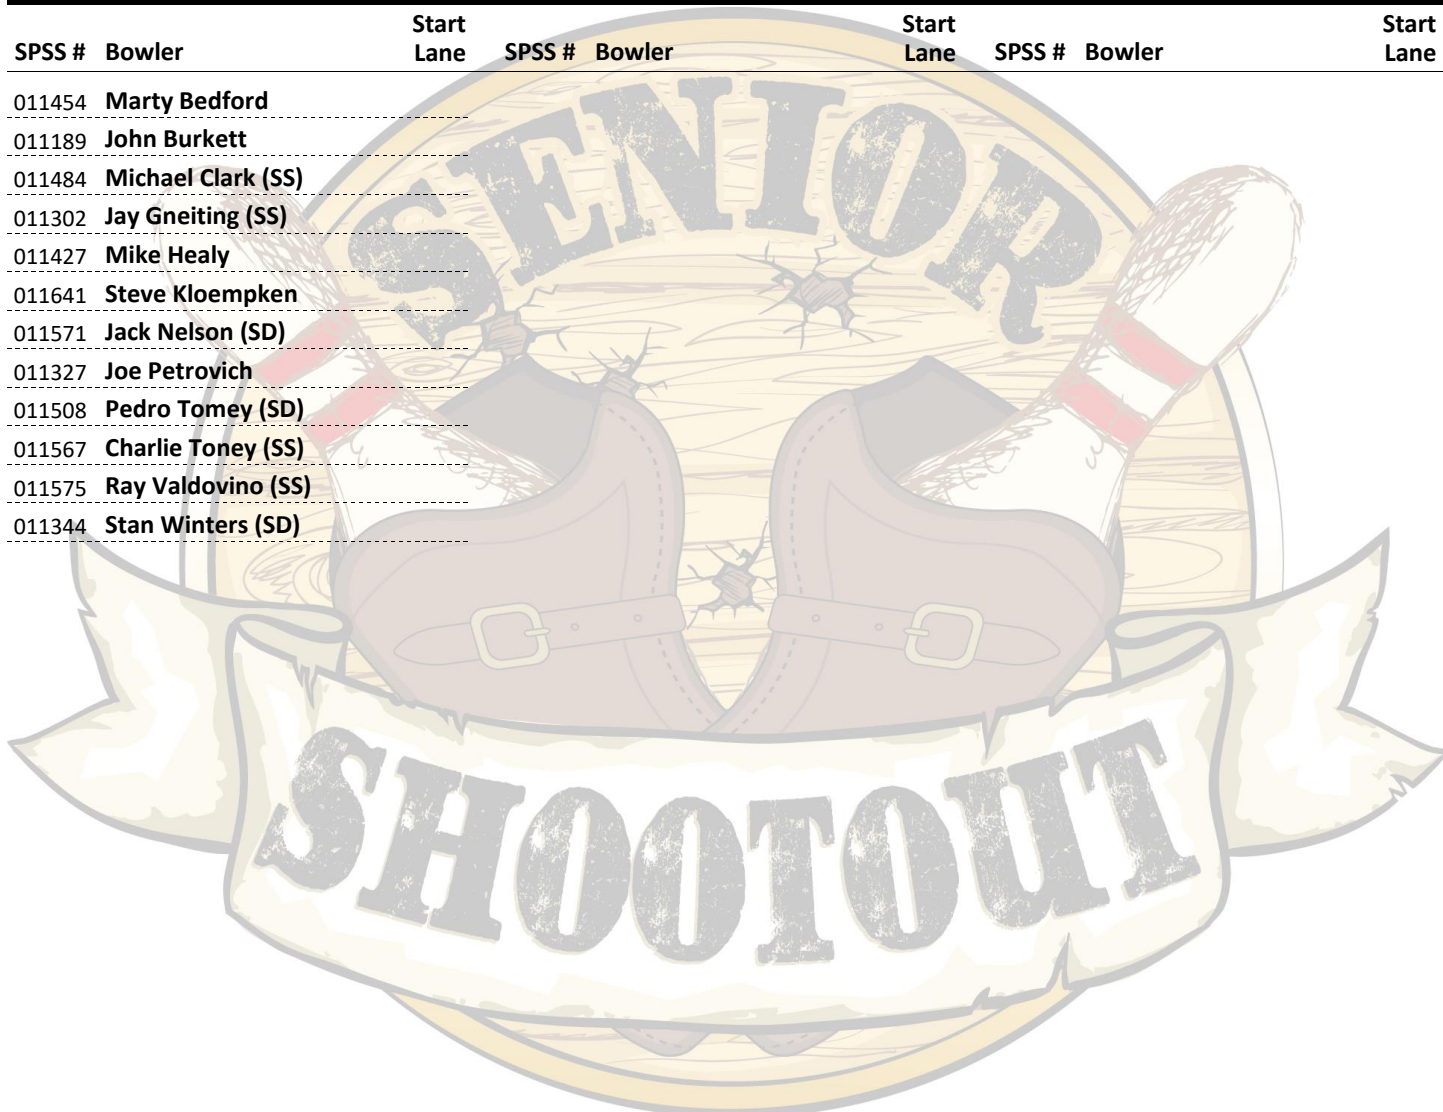 Start Start Start
SPSS # Bowler Lane SPSS # Bowler Lane SPSS # Bowler Lane
011454 Marty Bedford
011189 John Burkett
011484 Michael Clark (SS)
011302 Jay Gneiting (SS)
011427 Mike Healy
011641 Steve Kloempken
011571 Jack Nelson (SD)
011327 Joe Petrovich
011508 Pedro Tomey (SD)
011567 Charlie Toney (SS)
011575 Ray Valdovino (SS)
011344 Stan Winters (SD)
SENIOR
SHOOTOUT